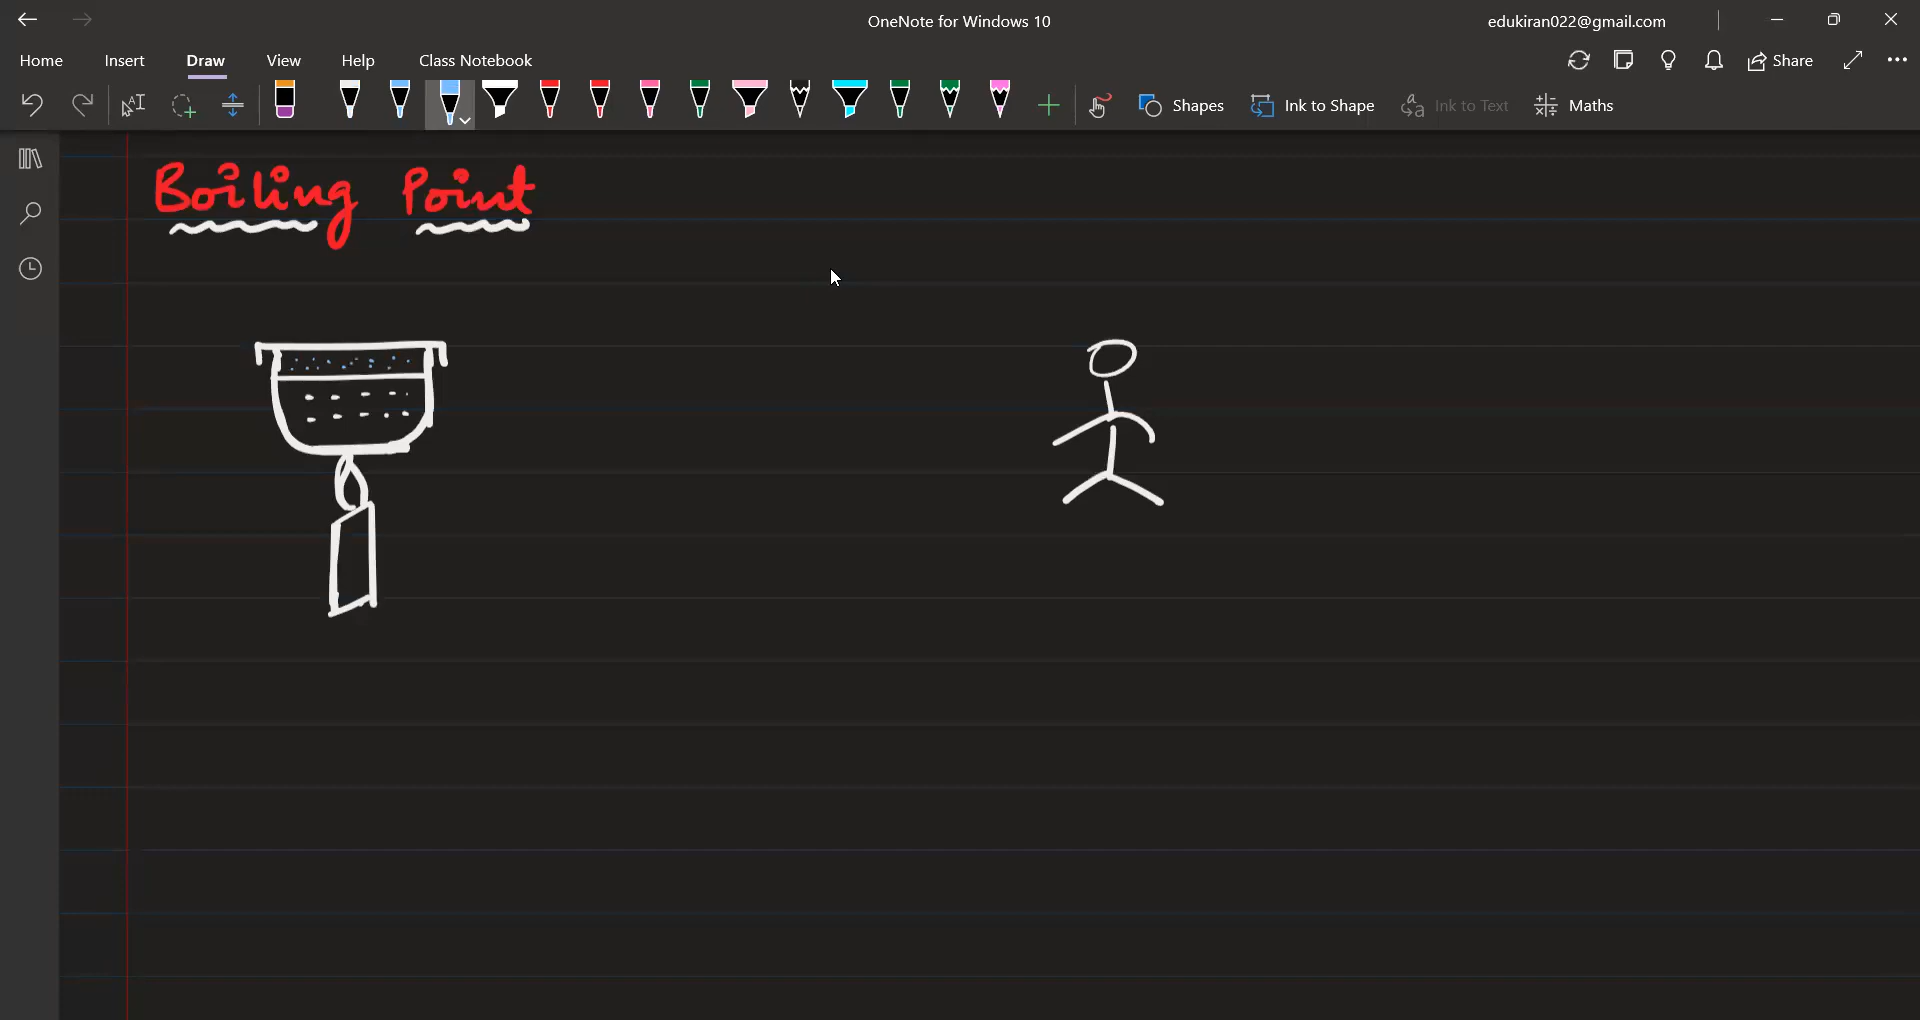 OneNote for Windows 10
edukiran022@gmail.com
Home Insert Draw View Help Class Notebook
Share
Shapes Ink to Shape Ink to Text Maths
Boiling Point